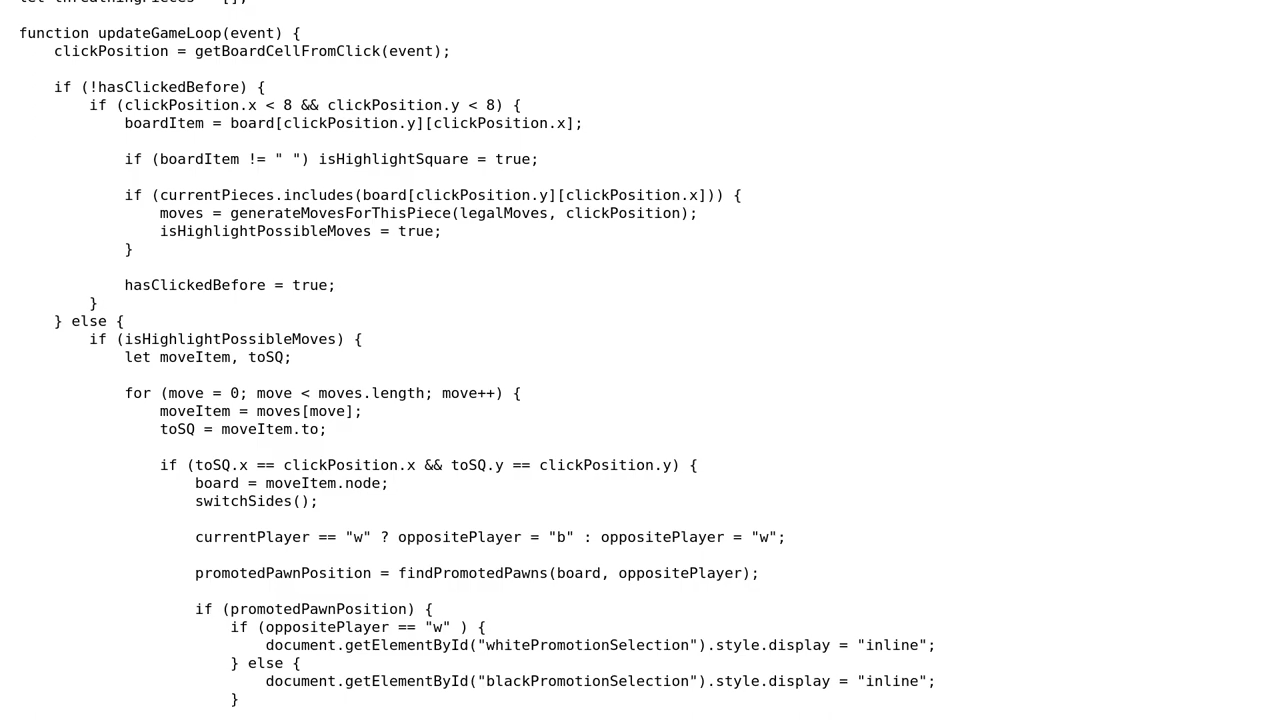 function updateGameLoop(event) {
    clickPosition = getBoardCellFromClick(event);
    if (!hasClickedBefore) {
        if (clickPosition.x < 8 && clickPosition.y < 8) {
            boardItem = board[clickPosition.y][clickPosition.x];
            if (boardItem != " ") isHighlightSquare = true;
            if (currentPieces.includes(board[clickPosition.y][clickPosition.x])) {
                moves = generateMovesForThisPiece(legalMoves, clickPosition);
                isHighlightPossibleMoves = true;
            }
            hasClickedBefore = true;
        }
    } else {
        if (isHighlightPossibleMoves) {
            let moveItem, toSQ;
            for (move = 0; move < moves.length; move++) {
                moveItem = moves[move];
                toSQ = moveItem.to;
                if (toSQ.x == clickPosition.x && toSQ.y == clickPosition.y) {
                    board = moveItem.node;
                    switchSides();
                    currentPlayer == "w" ? oppositePlayer = "b" : oppositePlayer = "w";
                    promotedPawnPosition = findPromotedPawns(board, oppositePlayer);
                    if (promotedPawnPosition) {
                        if (oppositePlayer == "w" ) {
                            document.getElementById("whitePromotionSelection").style.display = "inline";
                        } else {
                            document.getElementById("blackPromotionSelection").style.display = "inline";
                        }